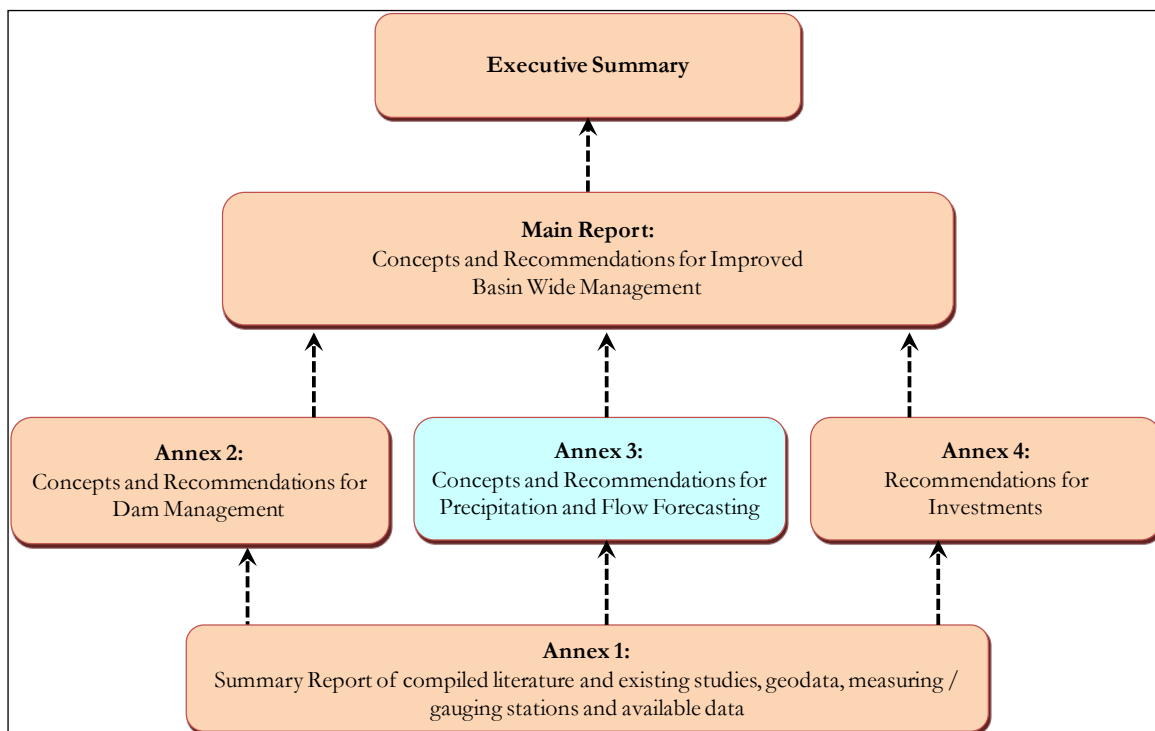 Executive Summary
Main Report:
Concepts and Recommendations for Improved
Basin Wide Management
Annex 2:
Concepts and Recommendations for
Dam Management
Annex 3:
Concepts and Recommendations for
Precipitation and Flow Forecasting
Annex 4:
Recommendations for
Investments
Annex 1:
Summary Report of compiled literature and existing studies, geodata, measuring /
gauging stations and available data